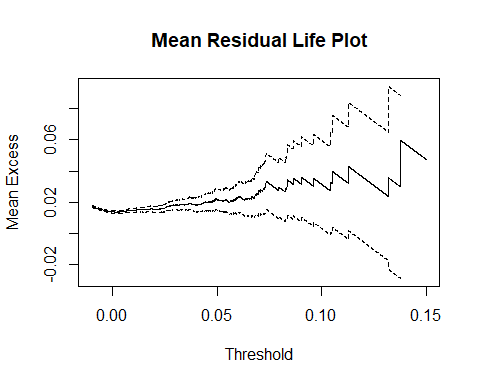 Mean Residual Life Plot
Mean Excess
0.06
0.02
-0.02
0.00 0.05 0.10 0.15
Threshold